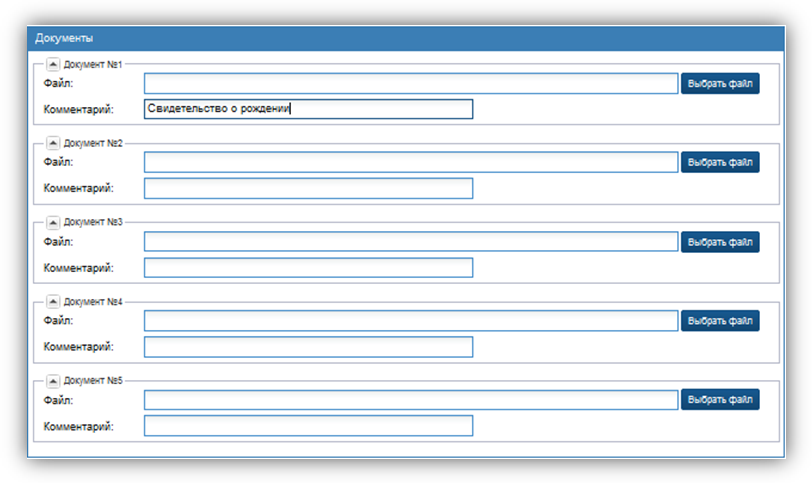 Документы
Документ №1
Файл: Выбрать файл
Комментарий: Свидетельство о рождении
Документ №2
Файл: Выбрать файл
Комментарий:
Документ №3
Файл: Выбрать файл
Комментарий:
Документ №4
Файл: Выбрать файл
Комментарий:
Документ №5
Файл: Выбрать файл
Комментарий: